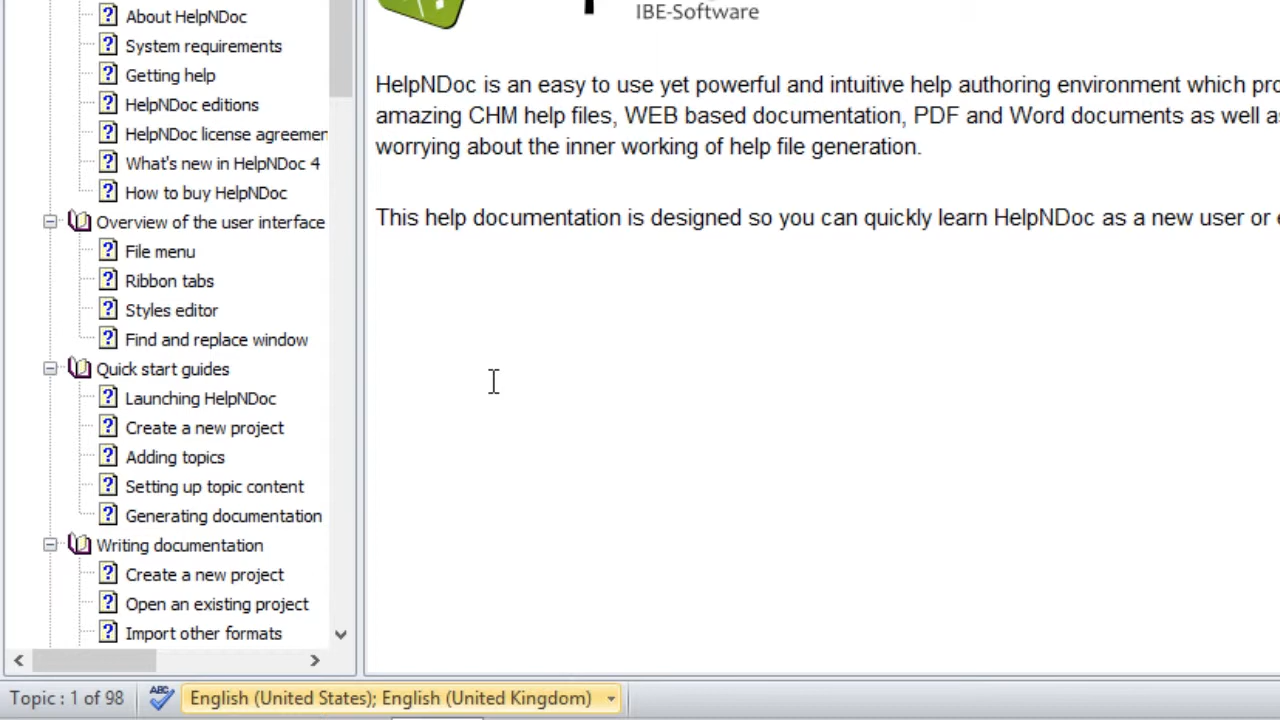 IBE-Software
About HelpNDoc
System requirements
Getting help
HelpNDoc editions
HelpNDoc license agreemen
What's new in HelpNDoc 4
How to buy HelpNDoc
Overview of the user interface
File menu
Ribbon tabs
Styles editor
Find and replace window
Quick start guides
Launching HelpNDoc
Create a new project
Adding topics
Setting up topic content
Generating documentation
Writing documentation
Create a new project
Open an existing project
Import other formats
HelpNDoc is an easy to use yet powerful and intuitive help authoring environment which pro
amazing CHM help files, WEB based documentation, PDF and Word documents as well as
worrying about the inner working of help file generation.
This help documentation is designed so you can quickly learn HelpNDoc as a new user or
Topic : 1 of 98
ABC
English (United States); English (United Kingdom)